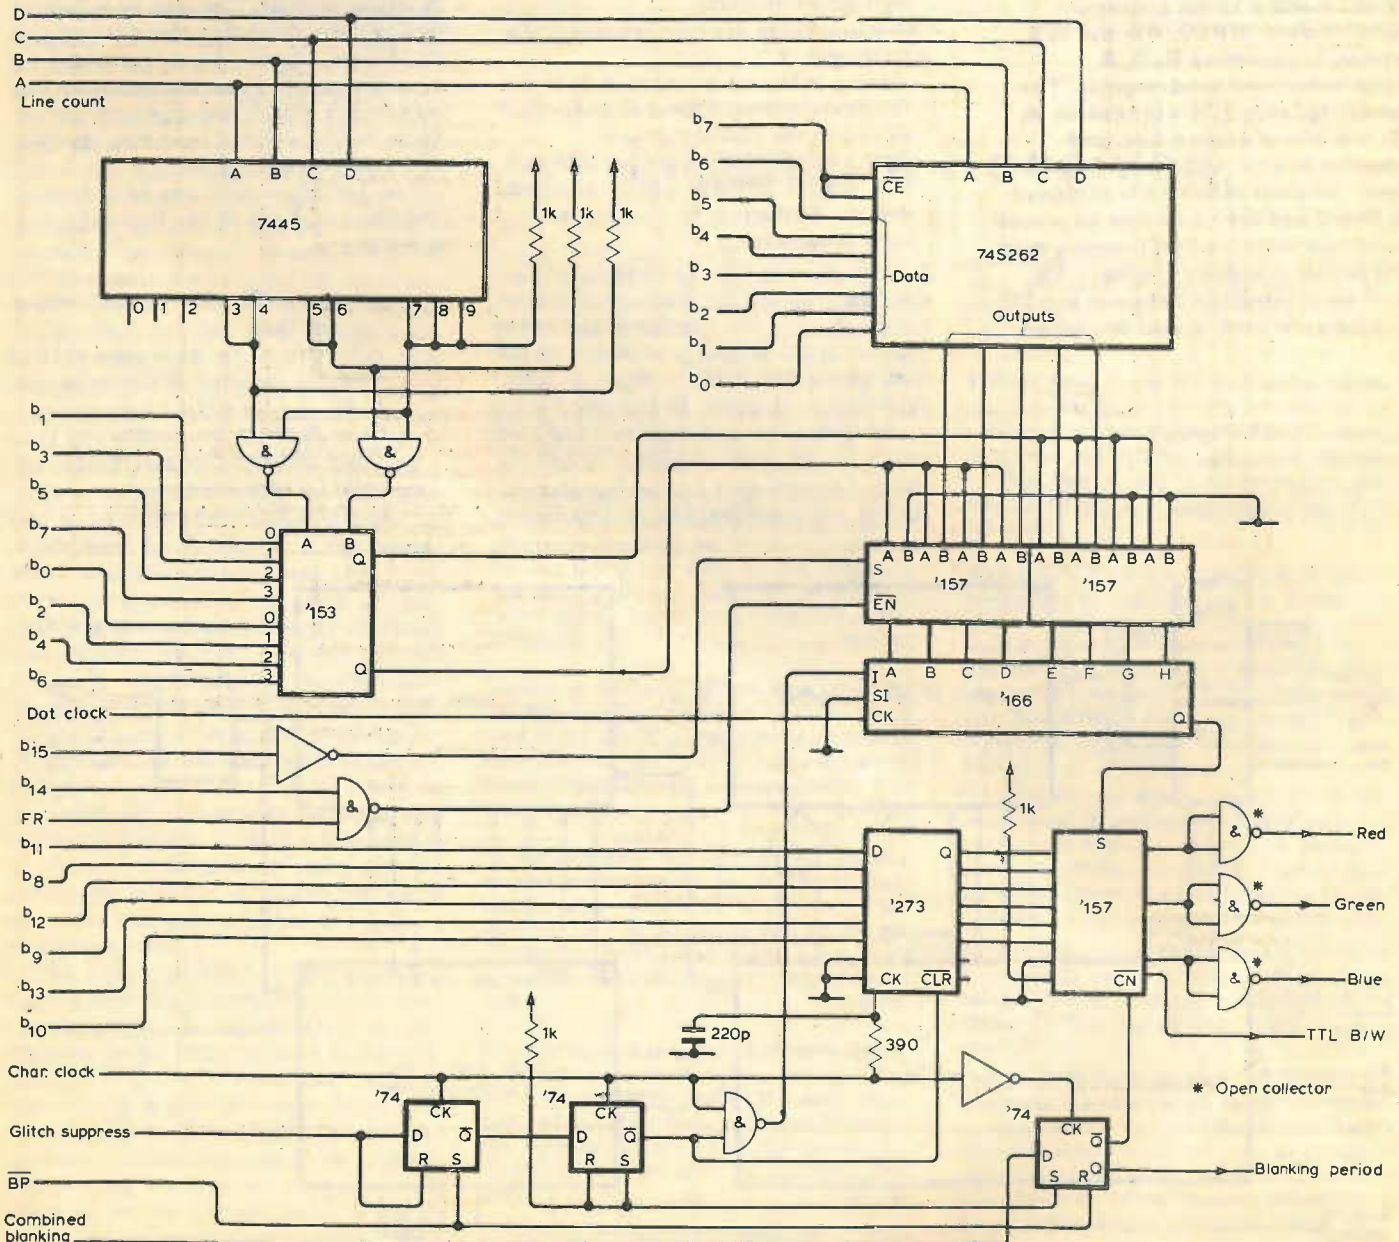 D
C
B
A
Line count
A B C D
7445
0 1 2 3 4 5 6 7 8 9
1k 1k 1k
b7
b6
b5
b4
b3
b2
b1
b0
CE
A B C D
74S262
Data
Outputs
b1
b3
b5
b7
b0
b2
b4
b6
& &
0
1
2
3
0
1
2
3
A B
Q
'153
Q
A B A B A B A B A B A B A B A B
S
'157 '157
EN
A B C D E F G H
I
SI
CK
'166
Q
Dot clock
b15
b14
FR
&
b11
b8
b12
b9
b13
b10
D Q
'273
CK CLR
1k
S
'157
CN
& * Red
& * Green
& * Blue
TTL B/W
* Open collector
220p
390
1k
Char. clock
Glitch suppress
BP
Combined
blanking
'74
CK
D Q
R S
'74
CK
D Q
R S
&
'74
CK
D Q
Q
S R
Blanking period